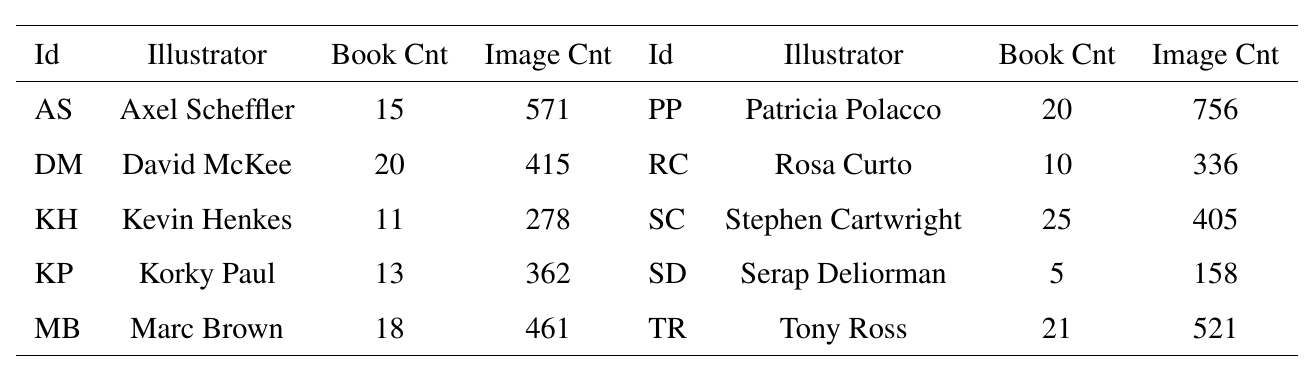 Id Illustrator Book Cnt Image Cnt Id Illustrator Book Cnt Image Cnt
AS Axel Scheffler 15 571 PP Patricia Polacco 20 756
DM David McKee 20 415 RC Rosa Curto 10 336
KH Kevin Henkes 11 278 SC Stephen Cartwright 25 405
KP Korky Paul 13 362 SD Serap Deliorman 5 158
MB Marc Brown 18 461 TR Tony Ross 21 521